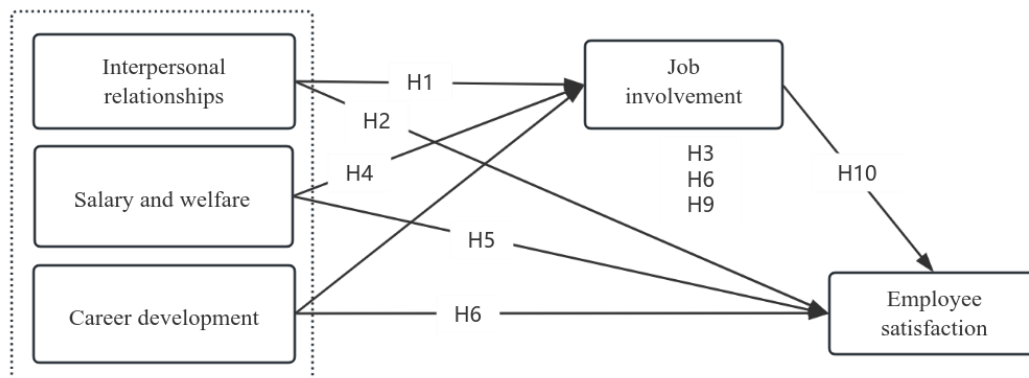 Interpersonal
relationships
Salary and welfare
Career development
H1
H2
H4
H5
H6
Job
involvement
H3
H6
H9
H10
Employee
satisfaction